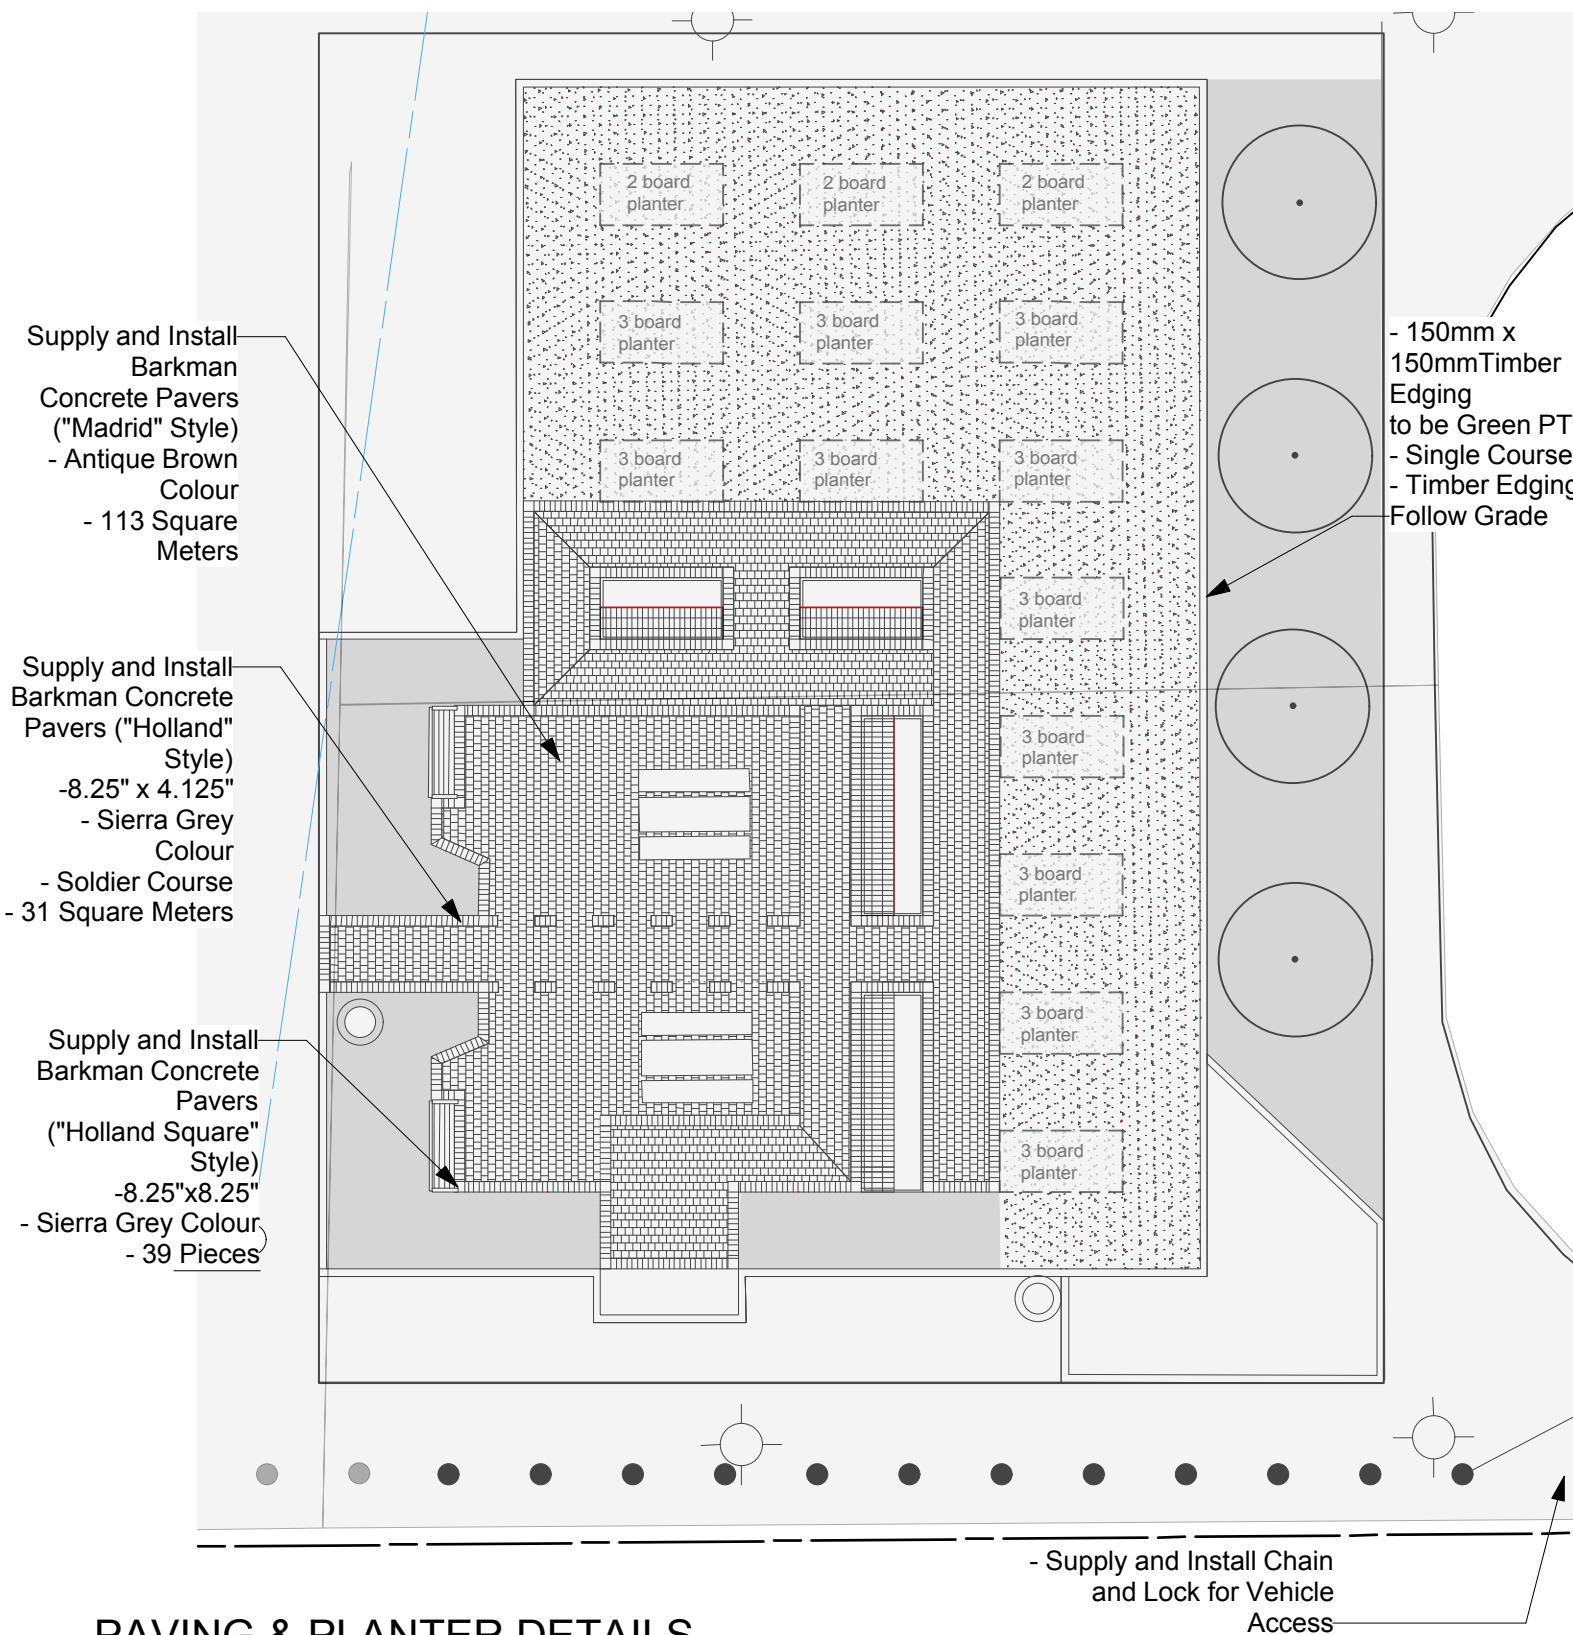 2 board
planter
2 board
planter
2 board
planter
3 board
planter
3 board
planter
3 board
planter
3 board
planter
3 board
planter
3 board
planter
3 board
planter
3 board
planter
3 board
planter
3 board
planter
3 board
planter
Supply and Install
Barkman
Concrete Pavers
("Madrid" Style)
- Antique Brown
Colour
- 113 Square
Meters
Supply and Install
Barkman Concrete
Pavers ("Holland"
Style)
-8.25" x 4.125"
- Sierra Grey
Colour
- Soldier Course
- 31 Square Meters
Supply and Install
Barkman Concrete
Pavers
("Holland Square"
Style)
-8.25"x8.25"
- Sierra Grey Colour
- 39 Pieces
- 150mm x
150mmTimber
Edging
to be Green PT
- Single Course
- Timber Edging
Follow Grade
- Supply and Install Chain
and Lock for Vehicle
Access
PAVING & PLANTER DETAILS